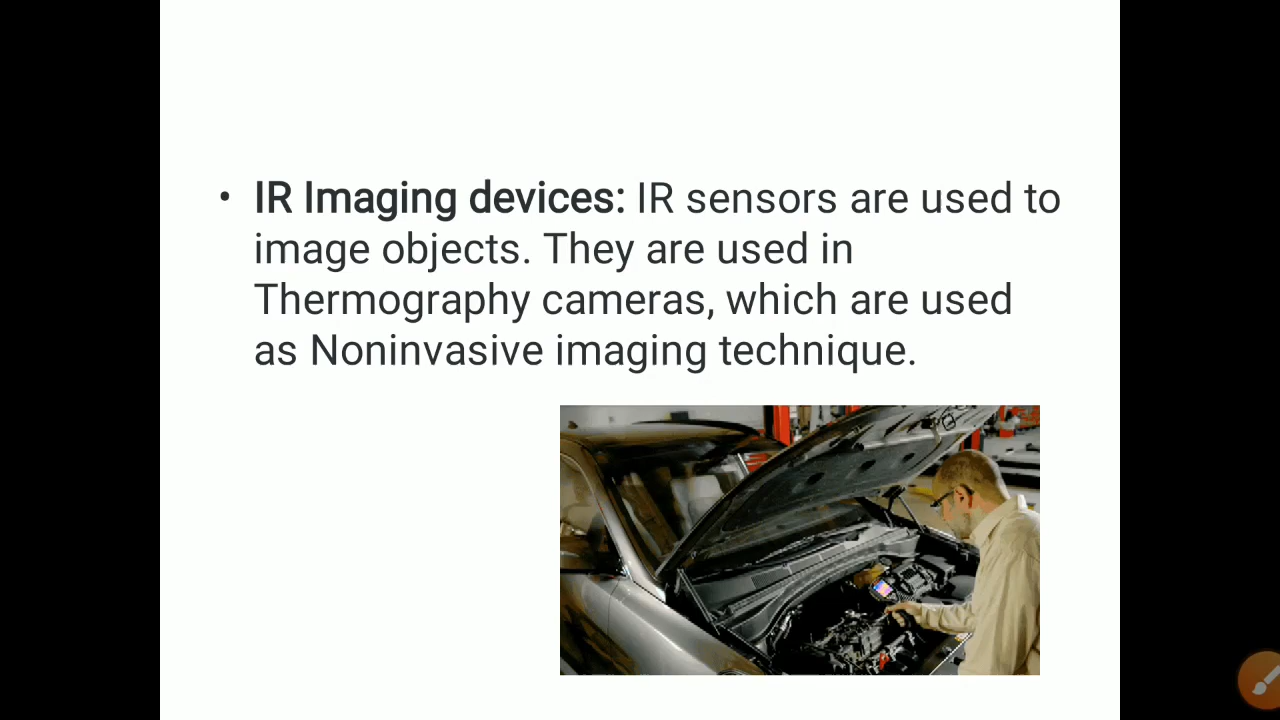 • IR Imaging devices: IR sensors are used to
image objects. They are used in
Thermography cameras, which are used
as Noninvasive imaging technique.